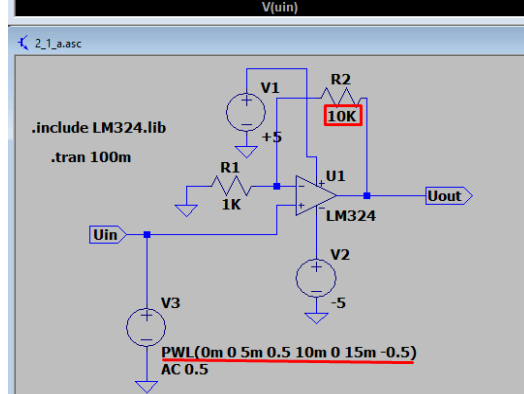 V(uin)
2_1_a.asc
V1
R2
10K
.include LM324.lib
+5
.tran 100m
R1
U1
1K
LM324
Uout
Uin
V2
-5
V3
PWL(0m 0 5m 0.5 10m 0 15m -0.5)
AC 0.5